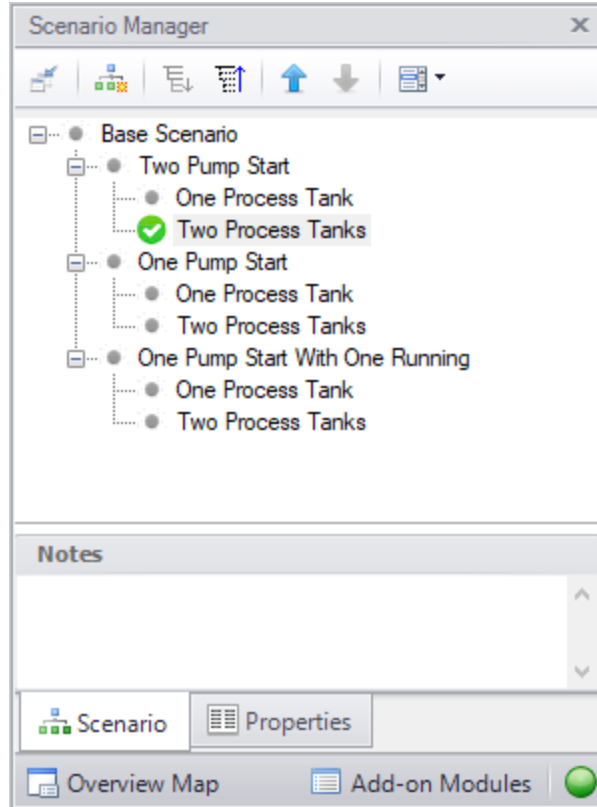 Scenario Manager
Base Scenario
Two Pump Start
One Process Tank
Two Process Tanks
One Pump Start
One Process Tank
Two Process Tanks
One Pump Start With One Running
One Process Tank
Two Process Tanks
Notes
Scenario Properties
Overview Map Add-on Modules